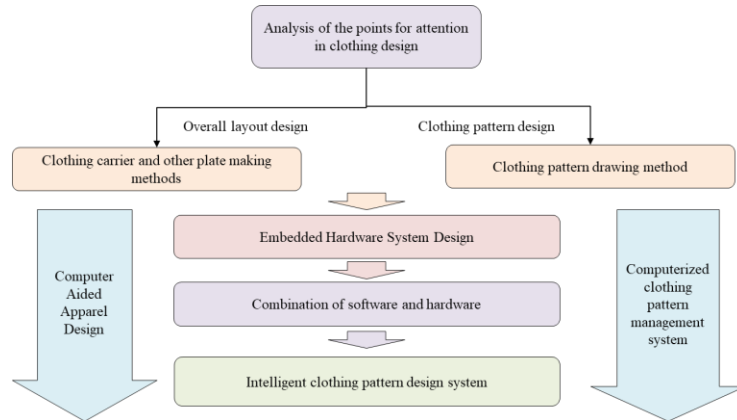 Analysis of the points for attention
in clothing design
Overall layout design
Clothing pattern design
Clothing carrier and other plate making
methods
Clothing pattern drawing method
Embedded Hardware System Design
Computer
Aided
Apparel
Design
Combination of software and hardware
Computerized
clothing
pattern
management
system
Intelligent clothing pattern design system